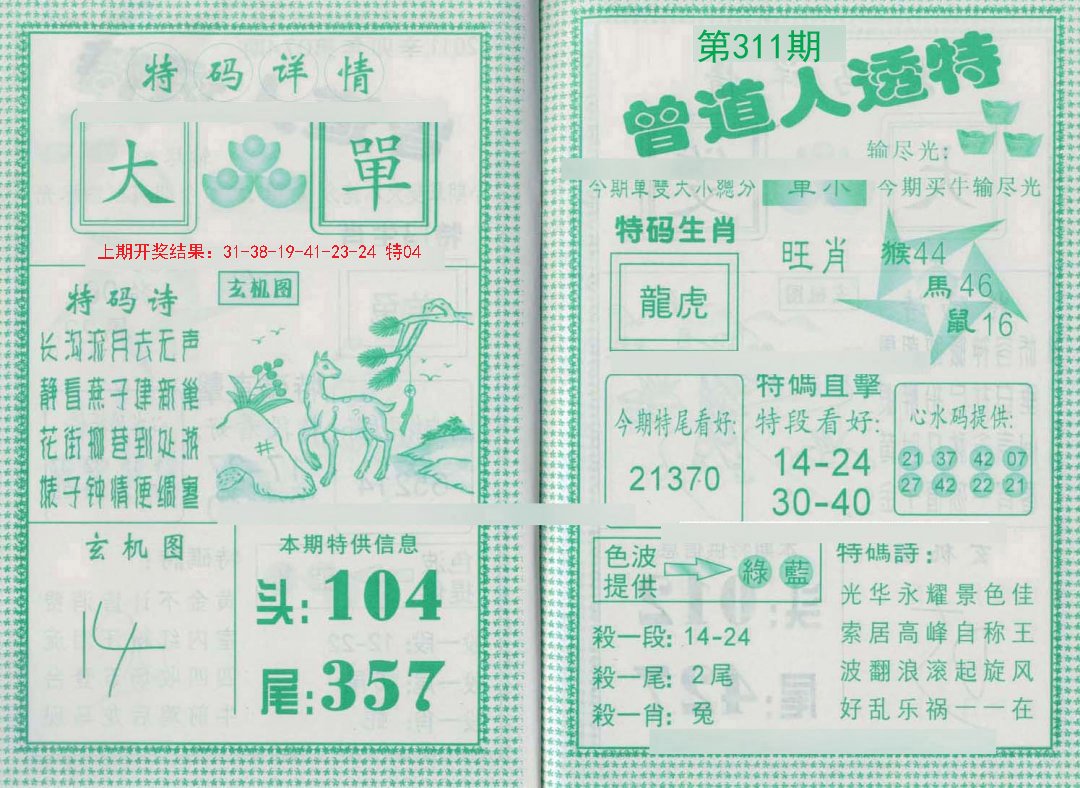 特码详情
大 單
上期开奖结果：31-38-19-41-23-24 特04
特码诗
长沟流月去无声
静看燕子建新巢
花街柳巷到处游
婊子钟情便绸寒
玄机图
井
玄机图
本期特供信息
头:104
尾:357
第311期
曾道人透特
输尽光:
今期單雙大小總分
單小
今期买牛输尽光
特码生肖
龍虎
旺肖
猴44
馬46
鼠16
今期特尾看好:
21370
特碼直擊
特段看好:
14-24
30-40
心水码提供:
21 37 42 07
27 42 22 21
色波
提供
綠 藍
殺一段: 14-24
殺一尾: 2尾
殺一肖: 兔
特碼詩:
光华永耀景色佳
索居高峰自称王
波翻浪滚起旋风
好乱乐祸一一在